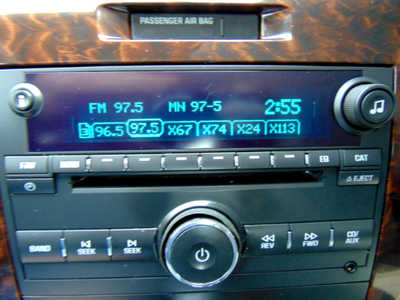 PASSENGER AIR BAG
FM 97.5 MN 97-5 2:55
96.5 97.5 X67 X74 X24 X113
FAV EQ CAT
EJECT
BAND SEEK SEEK REV FWD CD/AUX